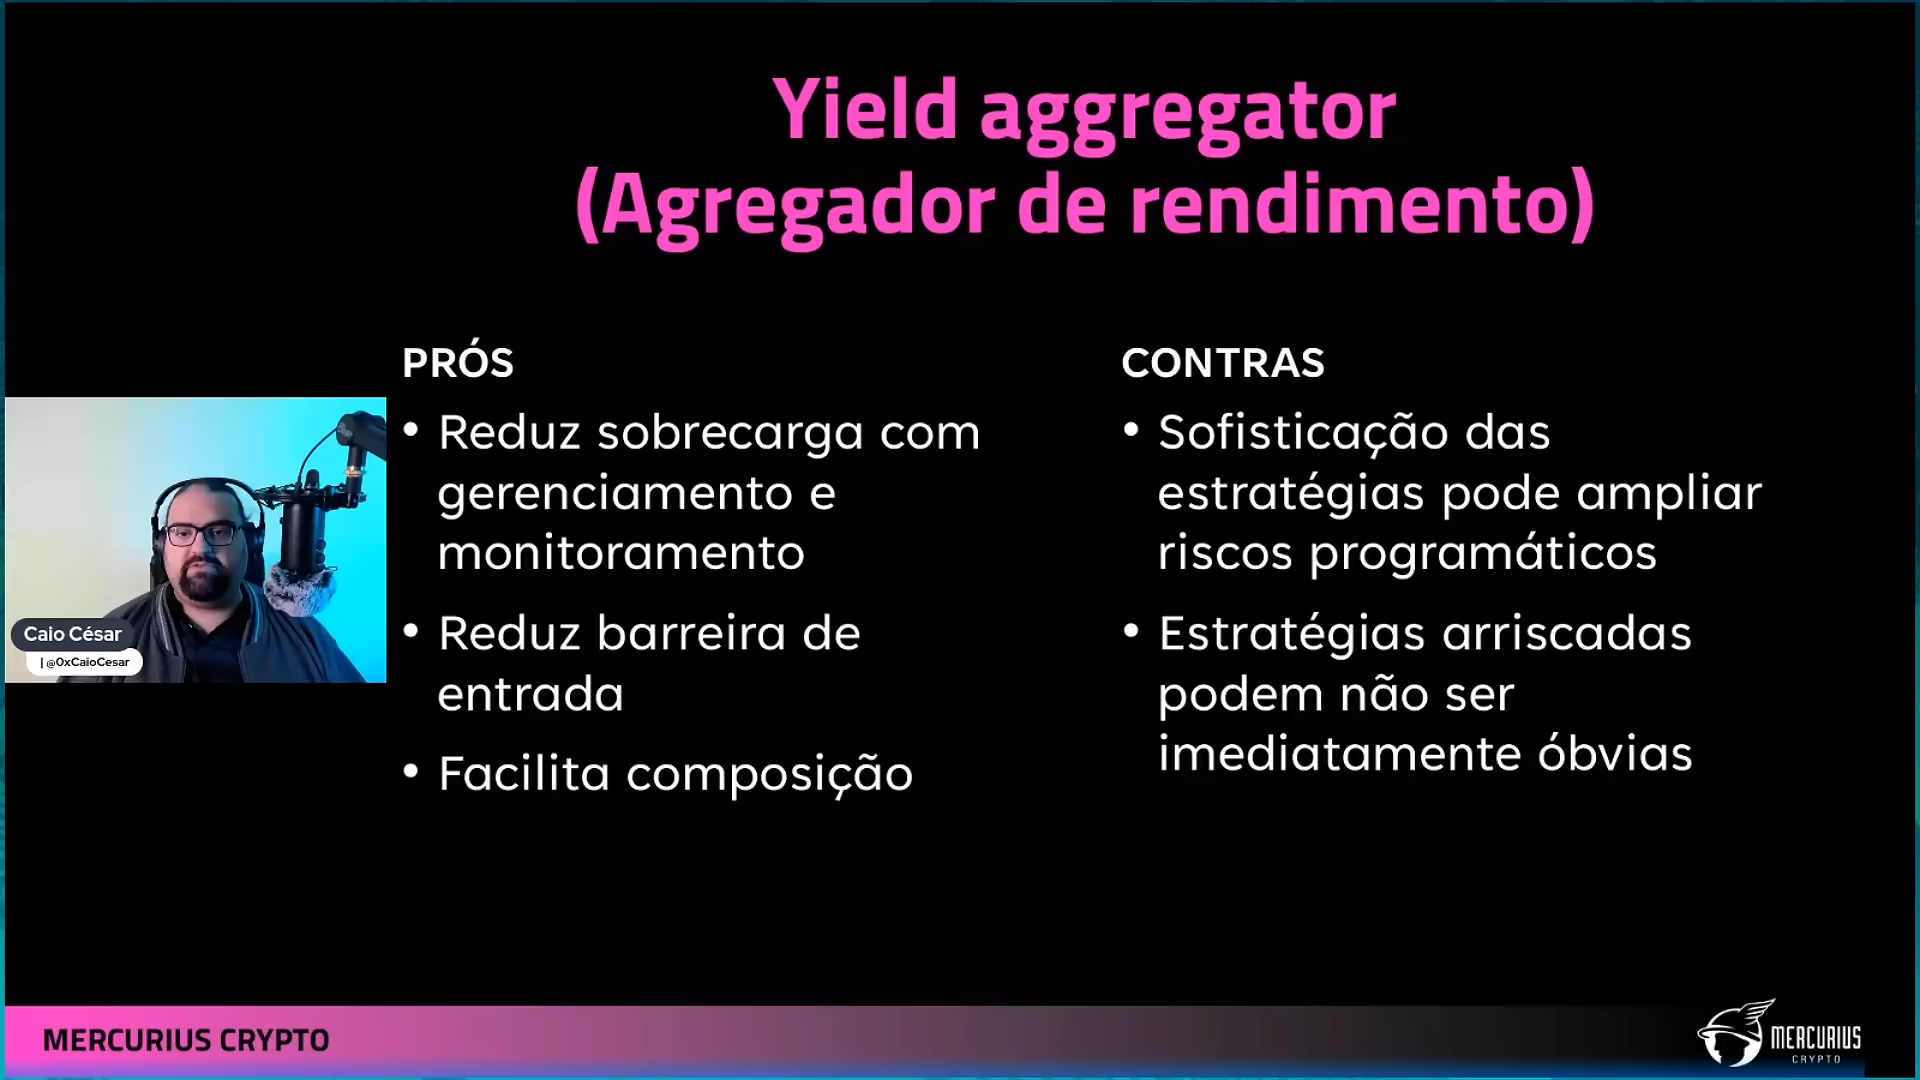 Yield aggregator
(Agregador de rendimento)
PRÓS
• Reduz sobrecarga com
gerenciamento e
monitoramento
• Reduz barreira de
entrada
• Facilita composição
CONTRAS
• Sofisticação das
estratégias pode ampliar
riscos programáticos
• Estratégias arriscadas
podem não ser
imediatamente óbvias
Caio César
| @0xCaioCesar
MERCURIUS CRYPTO
MERCURIUS
CRYPTO